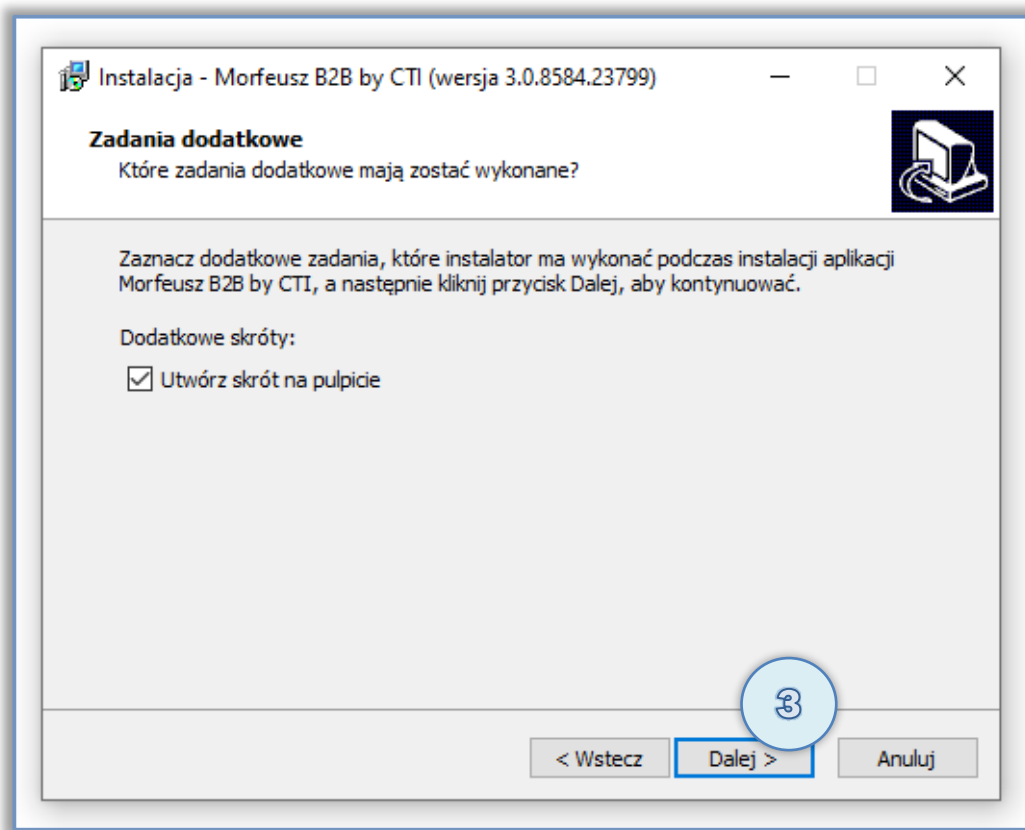 Instalacja - Morfeusz B2B by CTI (wersja 3.0.8584.23799)
Zadania dodatkowe
Które zadania dodatkowe mają zostać wykonane?
Zaznacz dodatkowe zadania, które instalator ma wykonać podczas instalacji aplikacji
Morfeusz B2B by CTI, a następnie kliknij przycisk Dalej, aby kontynuować.
Dodatkowe skróty:
Utwórz skrót na pulpicie
3
< Wstecz
Dalej >
Anuluj